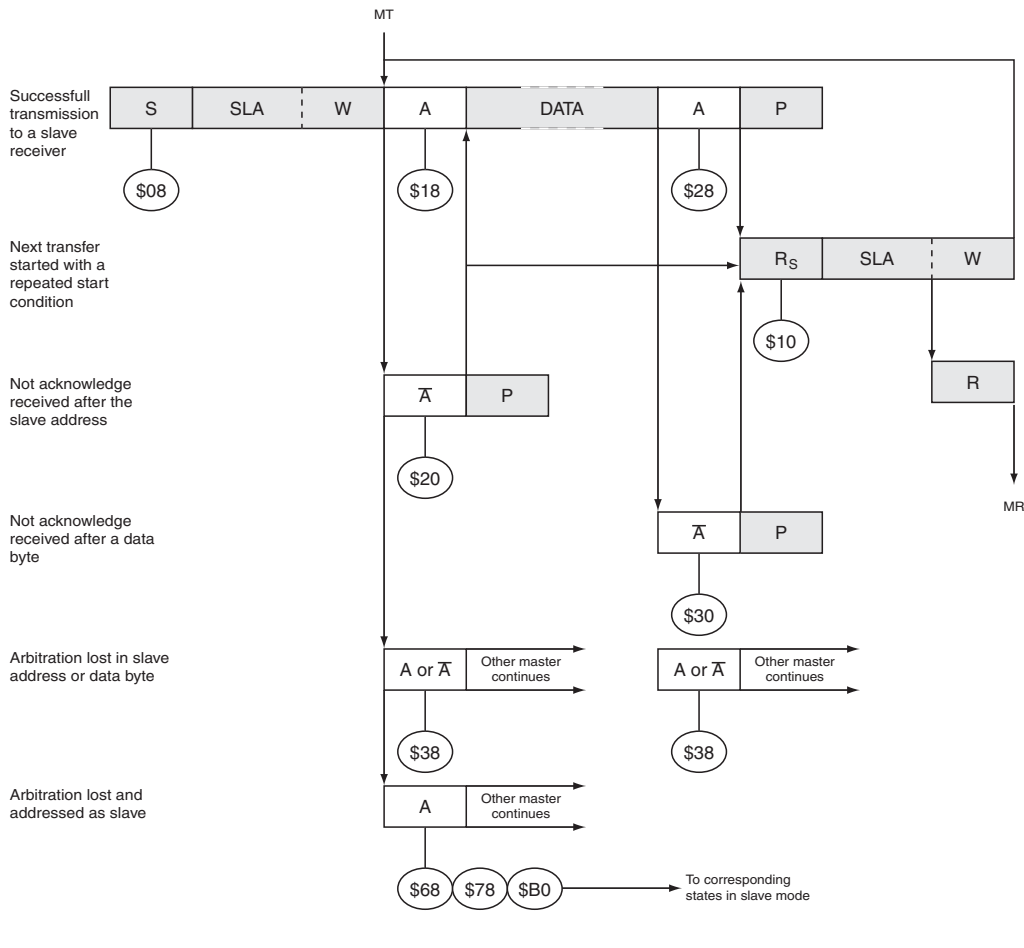 MT
Successfull
transmission
to a slave
receiver
S
SLA
W
A
DATA
A
P
$08
$18
$28
Next transfer
started with a
repeated start
condition
RS
SLA
W
$10
Not acknowledge
received after the
slave address
A̅
P
R
$20
MR
Not acknowledge
received after a data
byte
A̅
P
$30
Arbitration lost in slave
address or data byte
A or A̅
Other master
continues
A or A̅
Other master
continues
$38
$38
Arbitration lost and
addressed as slave
A
Other master
continues
$68
$78
$B0
To corresponding
states in slave mode